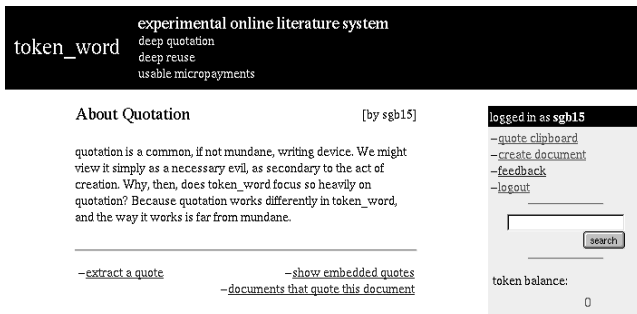 token_word
experimental online literature system
deep quotation
deep reuse
usable micropayments
About Quotation
[by sgb15]
quotation is a common, if not mundane, writing device. We might
view it simply as a necessary evil, as secondary to the act of
creation. Why, then, does token_word focus so heavily on
quotation? Because quotation works differently in token_word,
and the way it works is far from mundane.
–extract a quote
–show embedded quotes
–documents that quote this document
logged in as sgb15
–quote clipboard
–create document
–feedback
–logout
search
token balance:
0